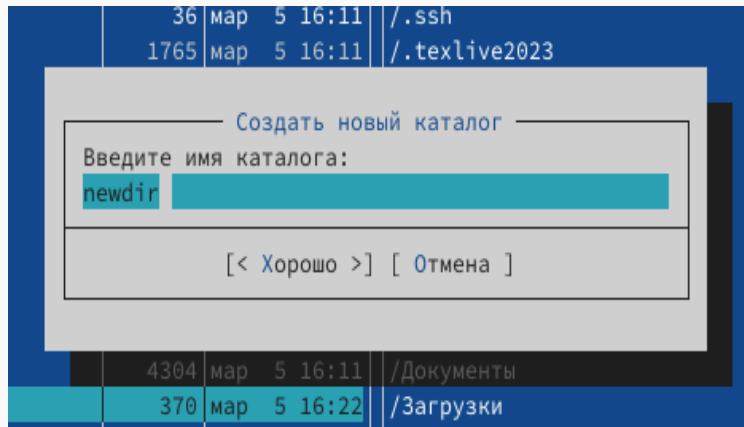 36 мар 5 16:11 /.ssh
1765 мар 5 16:11 /.texlive2023
Создать новый каталог
Введите имя каталога:
newdir
[< Хорошо >] [ Отмена ]
4304 мар 5 16:11 /Документы
370 мар 5 16:22 /Загрузки